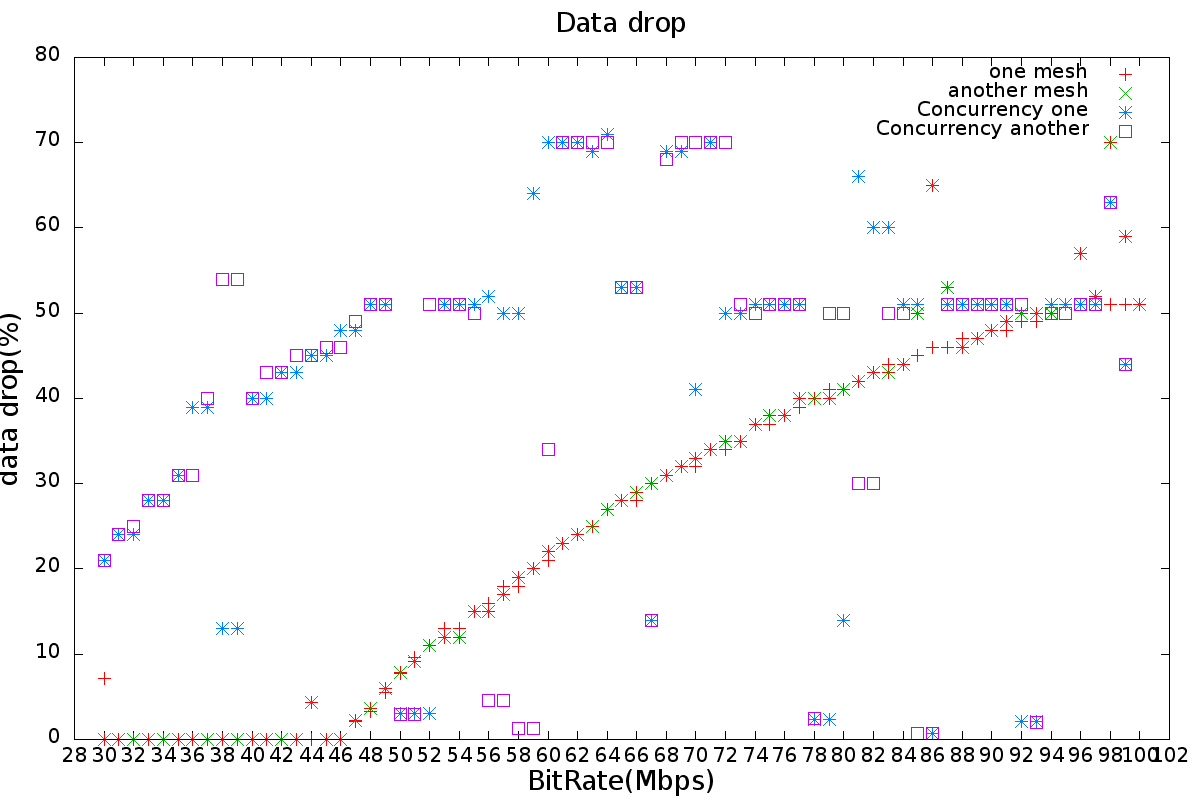 Data drop
80
70
60
50
40
30
20
10
0
data drop(%)
one mesh
another mesh
Concurrency one
Concurrency another
28 30 32 34 36 38 40 42 44 46 48 50 52 54 56 58 60 62 64 66 68 70 72 74 76 78 80 82 84 86 88 90 92 94 96 98 100 102
BitRate(Mbps)